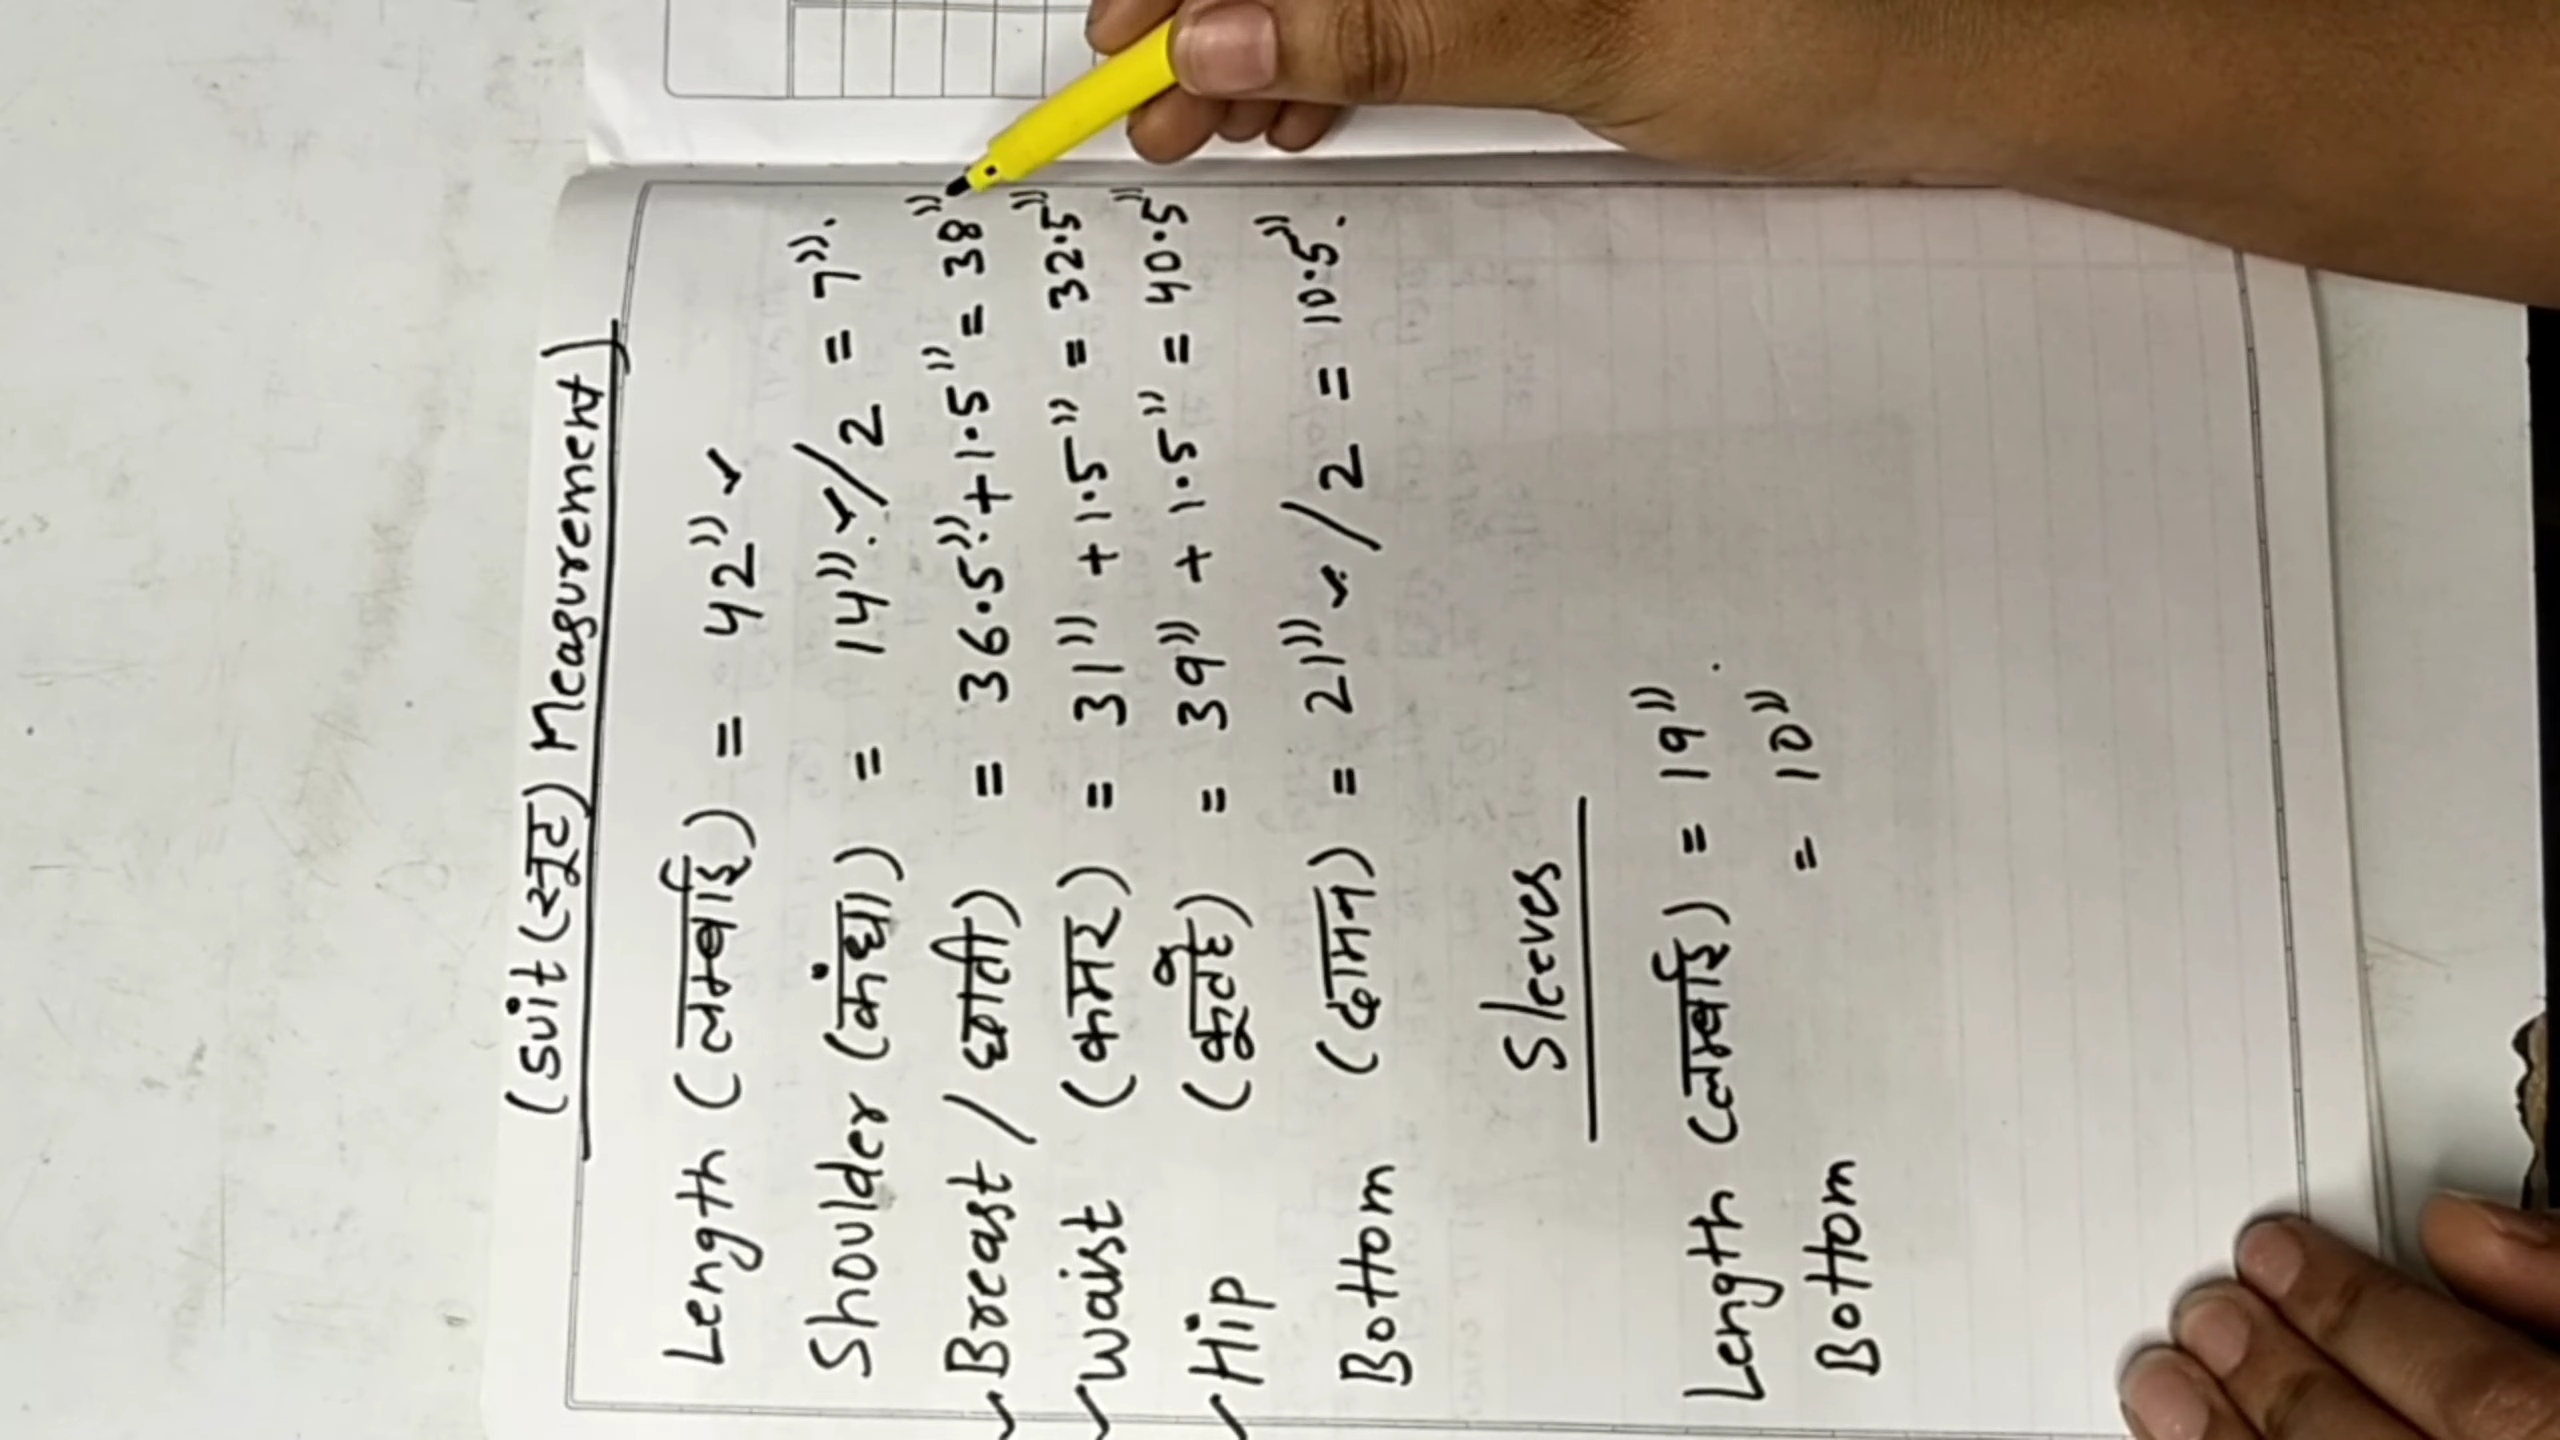 (Suit (सूट) Measurement)
Length (लम्बाई) = 42" ✓
Shoulder (कंधा) = 14". ✓/2 = 7".
✓Breast / छाती) = 36.5" + 1.5" = 38"
✓Waist (कमर) = 31" + 1.5" = 32.5"
✓Hip (कूल्हे) = 39" + 1.5" = 40.5"
Bottom (दामन) = 21" ✓/2 = 10.5".
Sleeves
Length (लम्बाई) = 19".
Bottom = 10"